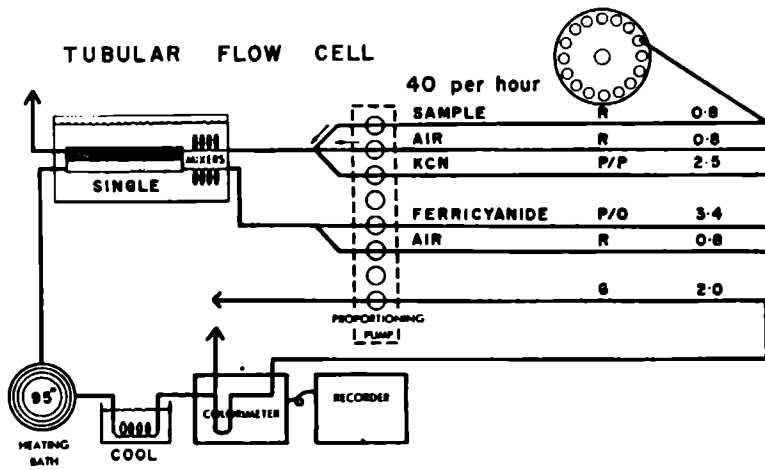 TUBULAR FLOW CELL
40 per hour
SAMPLE R 0·8
AIR R 0·8
KCN P/P 2·5
MIXERS
SINGLE
FERRICYANIDE P/O 3·4
AIR R 0·8
G 2·0
PROPORTIONING
PUMP
95°
COLORMETER
RECORDER
HEATING
BATH
COOL